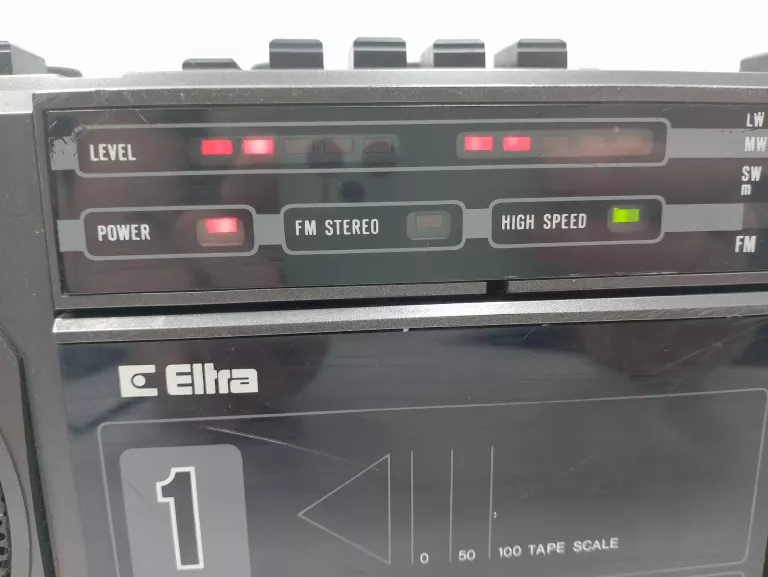 LEVEL
LW
MW
SW
m
POWER
FM STEREO
HIGH SPEED
FM
Eltra
1
0 50 100 TAPE SCALE